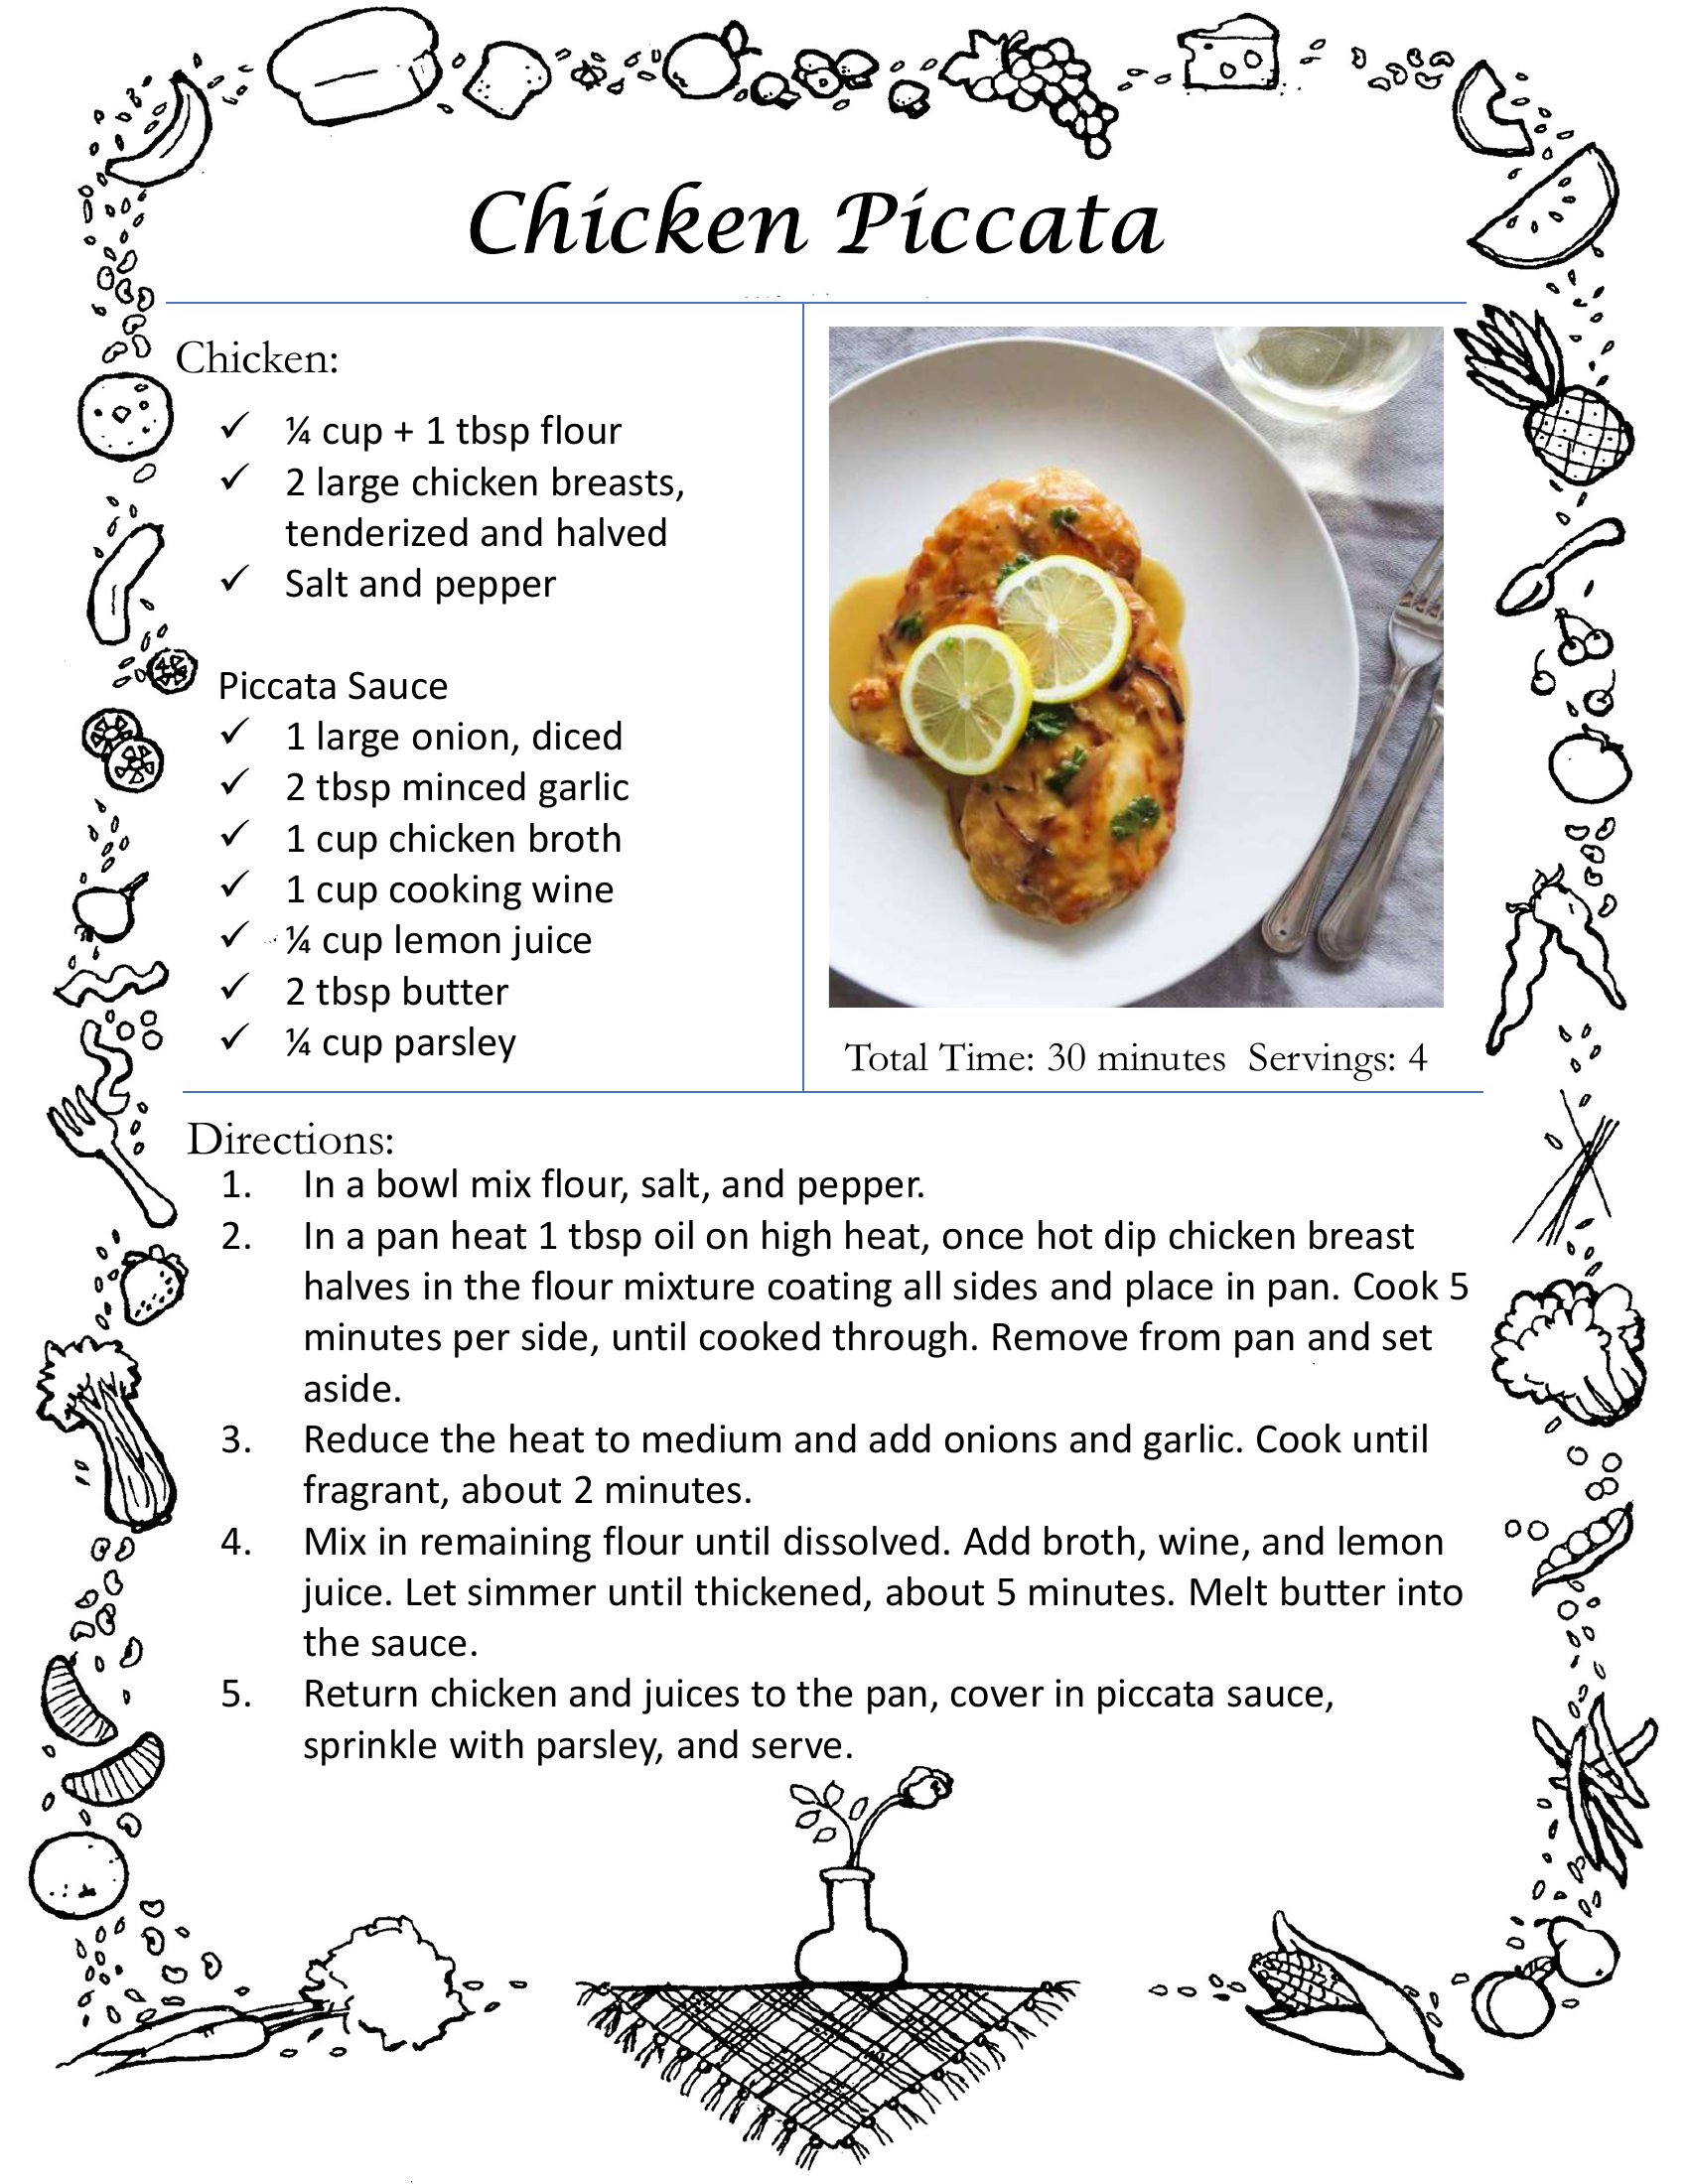 Chicken Piccata
Chicken:
✓ ¼ cup + 1 tbsp flour
✓ 2 large chicken breasts,
tenderized and halved
✓ Salt and pepper
Piccata Sauce
✓ 1 large onion, diced
✓ 2 tbsp minced garlic
✓ 1 cup chicken broth
✓ 1 cup cooking wine
✓ ¼ cup lemon juice
✓ 2 tbsp butter
✓ ¼ cup parsley
Total Time: 30 minutes Servings: 4
Directions:
1. In a bowl mix flour, salt, and pepper.
2. In a pan heat 1 tbsp oil on high heat, once hot dip chicken breast
halves in the flour mixture coating all sides and place in pan. Cook 5
minutes per side, until cooked through. Remove from pan and set
aside.
3. Reduce the heat to medium and add onions and garlic. Cook until
fragrant, about 2 minutes.
4. Mix in remaining flour until dissolved. Add broth, wine, and lemon
juice. Let simmer until thickened, about 5 minutes. Melt butter into
the sauce.
5. Return chicken and juices to the pan, cover in piccata sauce,
sprinkle with parsley, and serve.